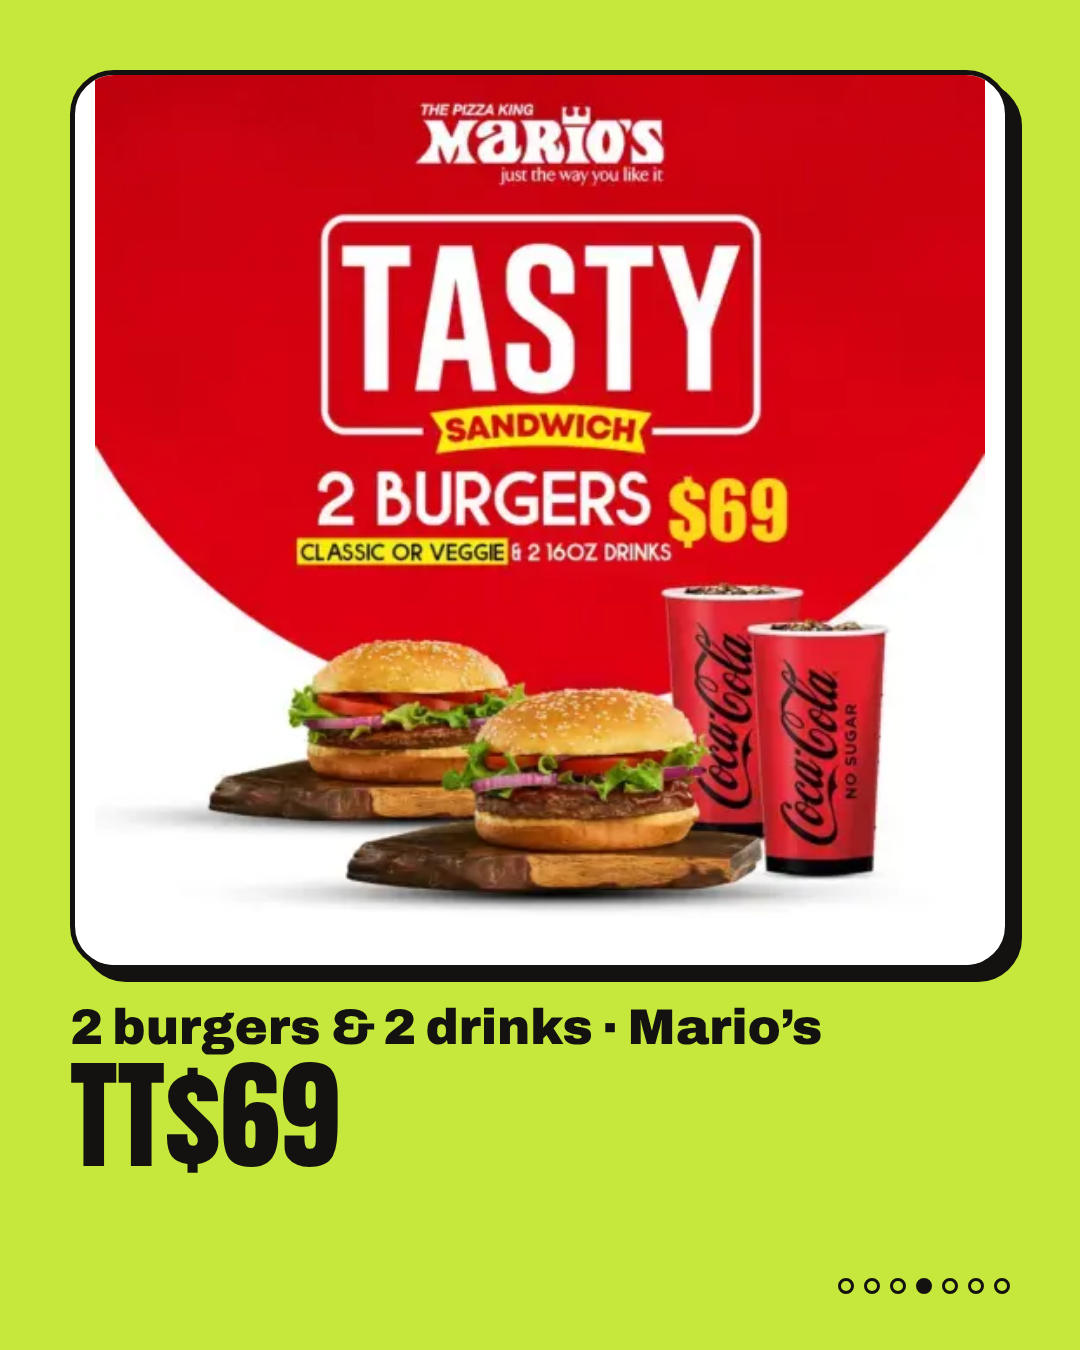 THE PIZZA KING
MARIO'S
just the way you like it
TASTY
SANDWICH
2 BURGERS $69
CLASSIC OR VEGGIE & 2 16OZ DRINKS
Coca-Cola
Coca-Cola
NO SUGAR
2 burgers & 2 drinks · Mario’s
TT$69